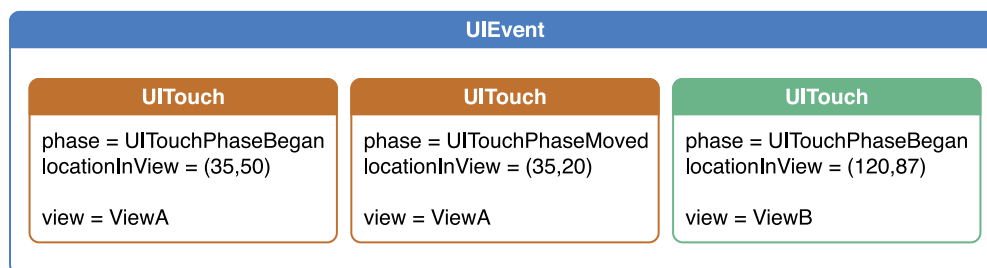 UIEvent
UITouch
phase = UITouchPhaseBegan
locationInView = (35,50)
view = ViewA
UITouch
phase = UITouchPhaseMoved
locationInView = (35,20)
view = ViewA
UITouch
phase = UITouchPhaseBegan
locationInView = (120,87)
view = ViewB